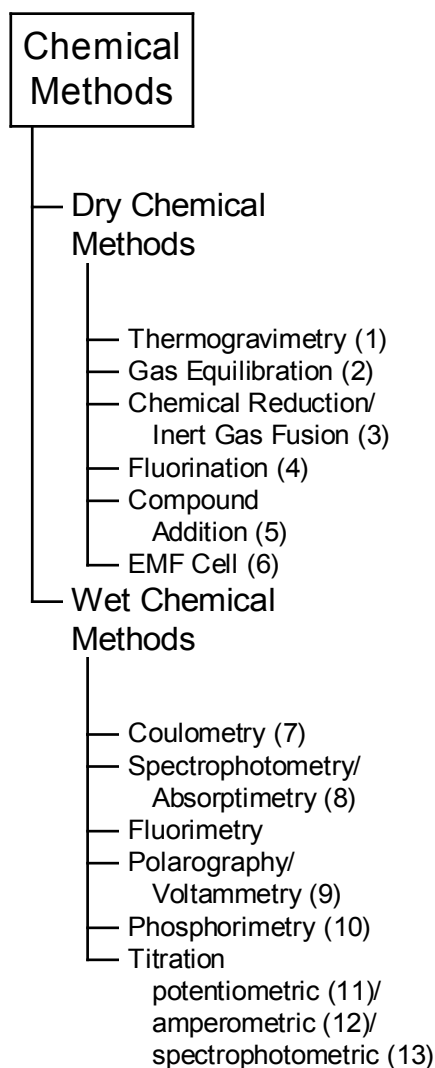 Chemical
Methods
Dry Chemical
Methods
Thermogravimetry (1)
Gas Equilibration (2)
Chemical Reduction/
Inert Gas Fusion (3)
Fluorination (4)
Compound
Addition (5)
EMF Cell (6)
Wet Chemical
Methods
Coulometry (7)
Spectrophotometry/
Absorptimetry (8)
Fluorimetry
Polarography/
Voltammetry (9)
Phosphorimetry (10)
Titration
potentiometric (11)/
amperometric (12)/
spectrophotometric (13)